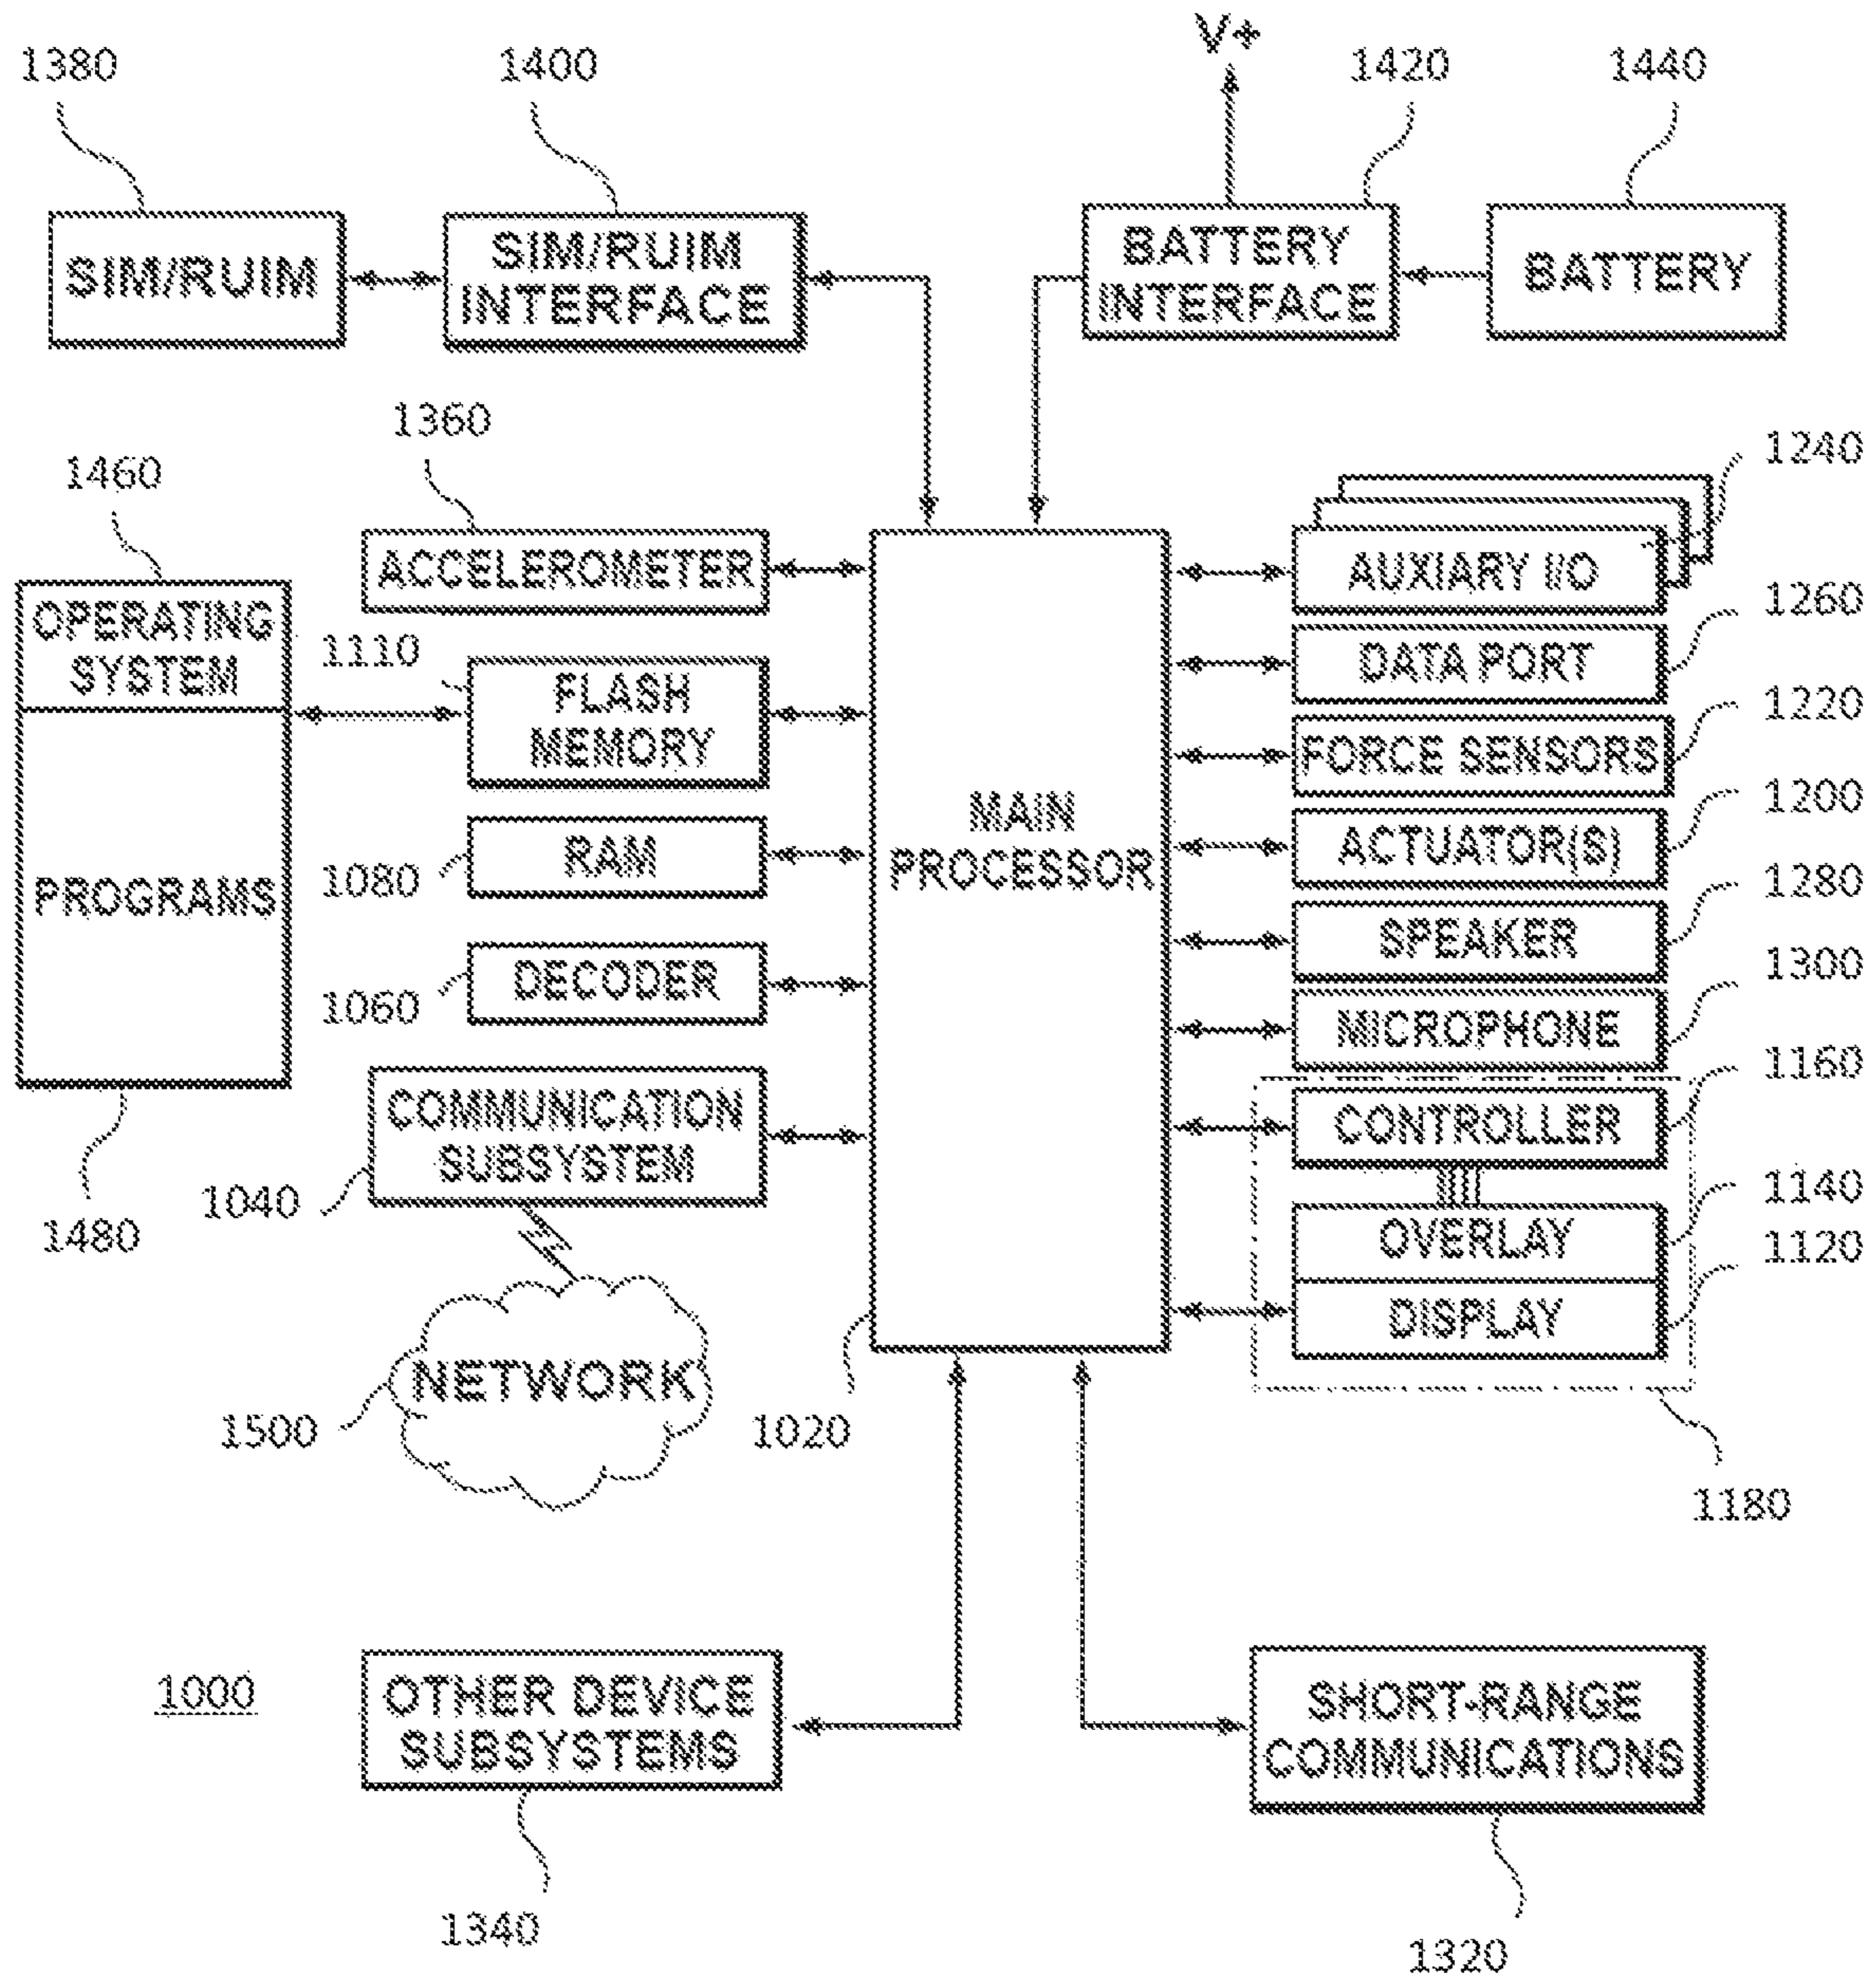 V+
1380
1400
1420
1440
SIM/RUIM
SIM/RUIM
INTERFACE
BATTERY
INTERFACE
BATTERY
1360
1460
1240
ACCELEROMETER
AUXIARY I/O
OPERATING
SYSTEM
1110
1260
FLASH
MEMORY
DATA PORT
1220
FORCE SENSORS
1200
MAIN
PROCESSOR
RAM
1080
ACTUATOR(S)
1280
PROGRAMS
SPEAKER
1300
DECODER
1060
MICROPHONE
1160
COMMUNICATION
SUBSYSTEM
CONTROLLER
1040
1140
1480
OVERLAY
1120
DISPLAY
NETWORK
1500
1020
1180
1000
OTHER DEVICE
SUBSYSTEMS
SHORT-RANGE
COMMUNICATIONS
1340
1320